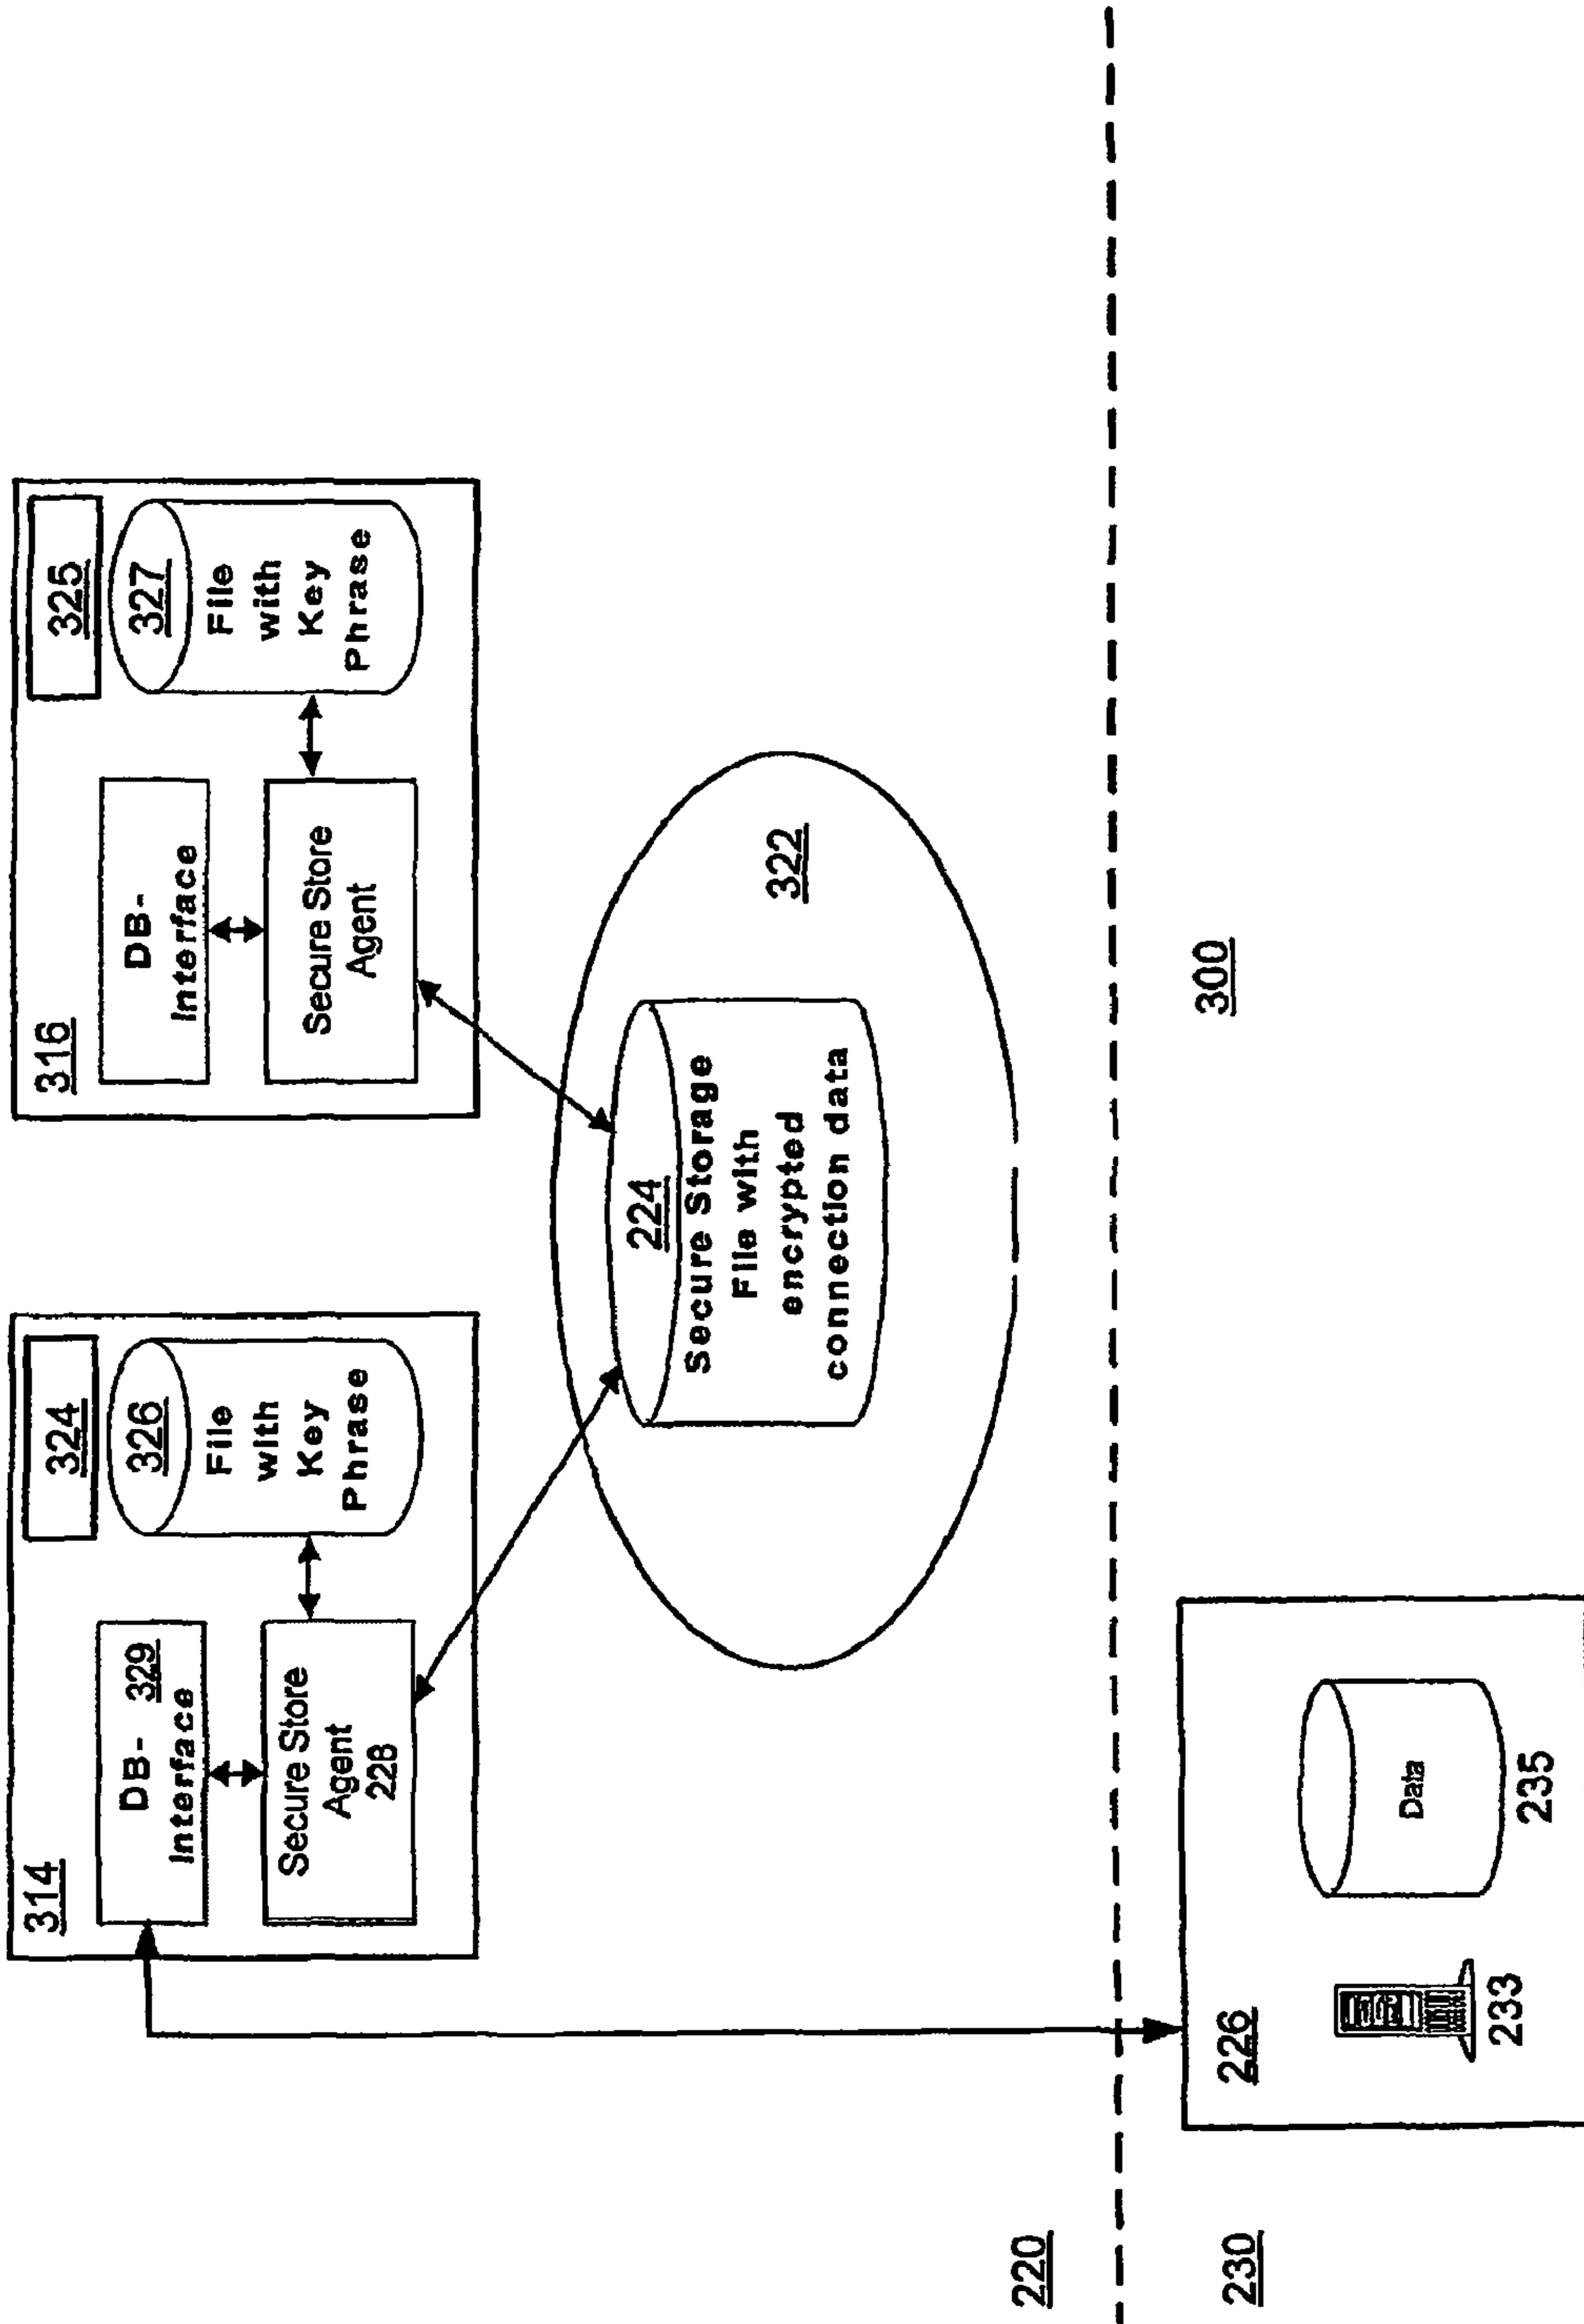 314
DB- 329
Interface
Secure Store
Agent
228
324
326
File
with
Key
Phrase
316
DB-
Interface
Secure Store
Agent
325
327
File
with
Key
Phrase
224
Secure Storage
File with
encrypted
connection data
322
220
230
226
233
Data
235
300